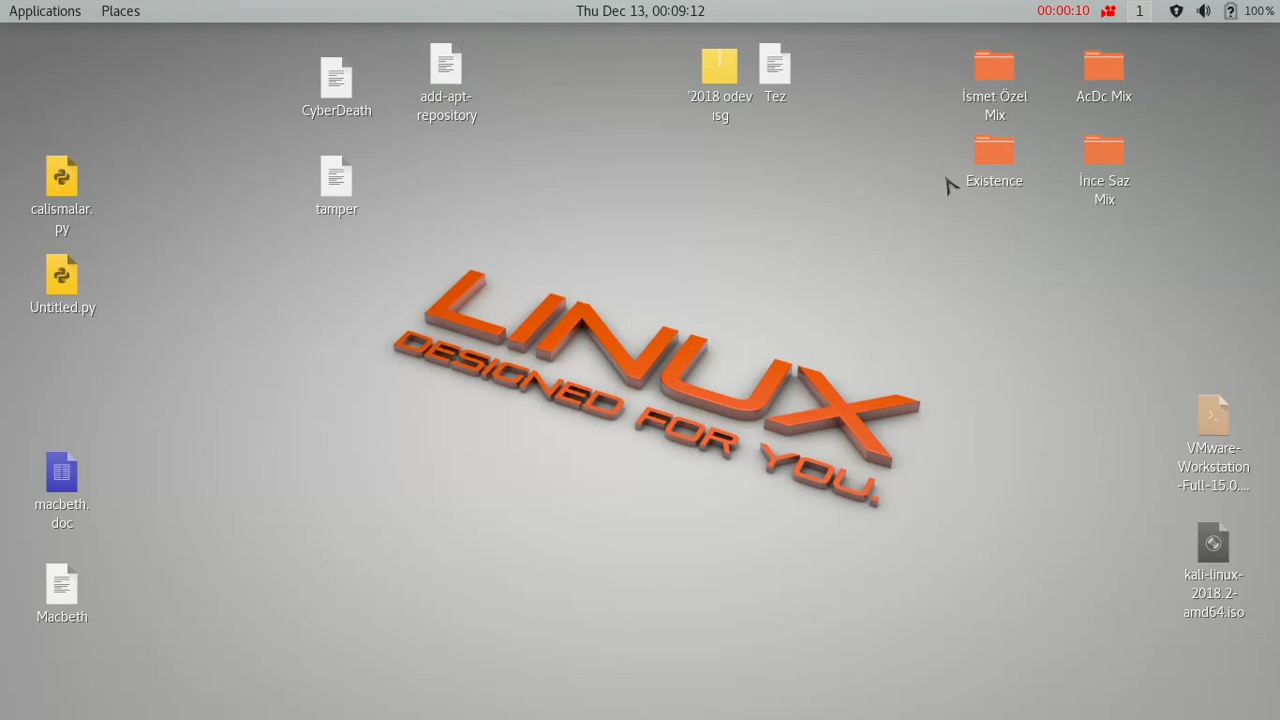 Applications
Places
Thu Dec 13, 00:09:12
00:00:10
1
100%
CyberDeath
add-apt-
repository
'2018 odev
ısg
Tez
İsmet Özel
Mix
AcDc Mix
calismalar.
py
tamper
Existence
İnce Saz
Mix
Untitled.py
LINUX
DESIGNED FOR YOU.
macbeth.
doc
VMware-
Workstation
-Full-15.0....
Macbeth
kali-linux-
2018.2-
amd64.iso